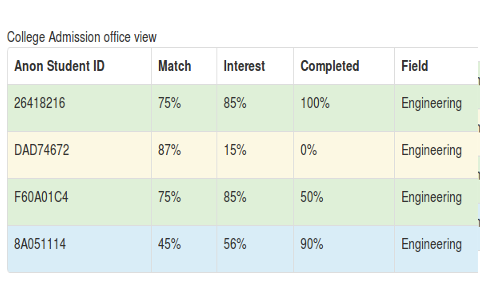 College Admission office view
Anon Student ID Match Interest Completed Field
26418216 75% 85% 100% Engineering
DAD74672 87% 15% 0% Engineering
F60A01C4 75% 85% 50% Engineering
8A051114 45% 56% 90% Engineering